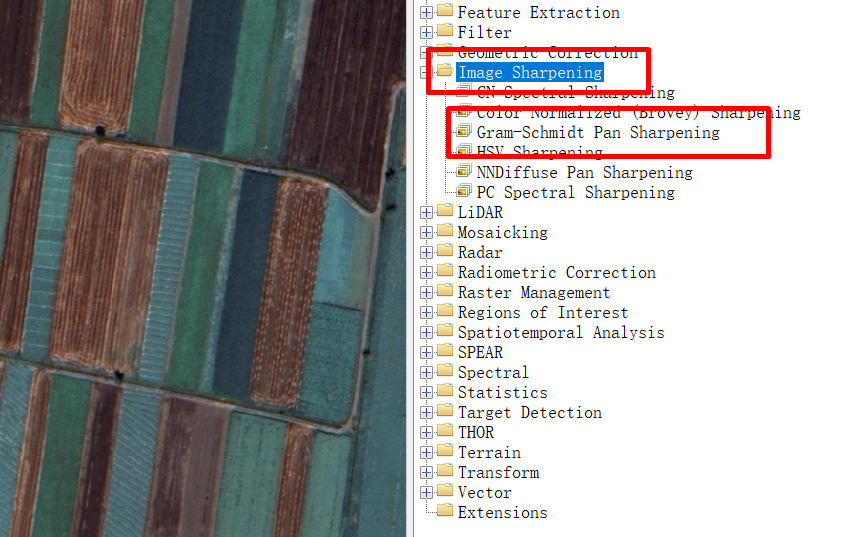 Feature Extraction
Filter
Geometric Correction
Image Sharpening
CN Spectral Sharpening
Color Normalized (Brovey) Sharpening
Gram-Schmidt Pan Sharpening
HSV Sharpening
NNDiffuse Pan Sharpening
PC Spectral Sharpening
LiDAR
Mosaicking
Radar
Radiometric Correction
Raster Management
Regions of Interest
Spatiotemporal Analysis
SPEAR
Spectral
Statistics
Target Detection
THOR
Terrain
Transform
Vector
Extensions